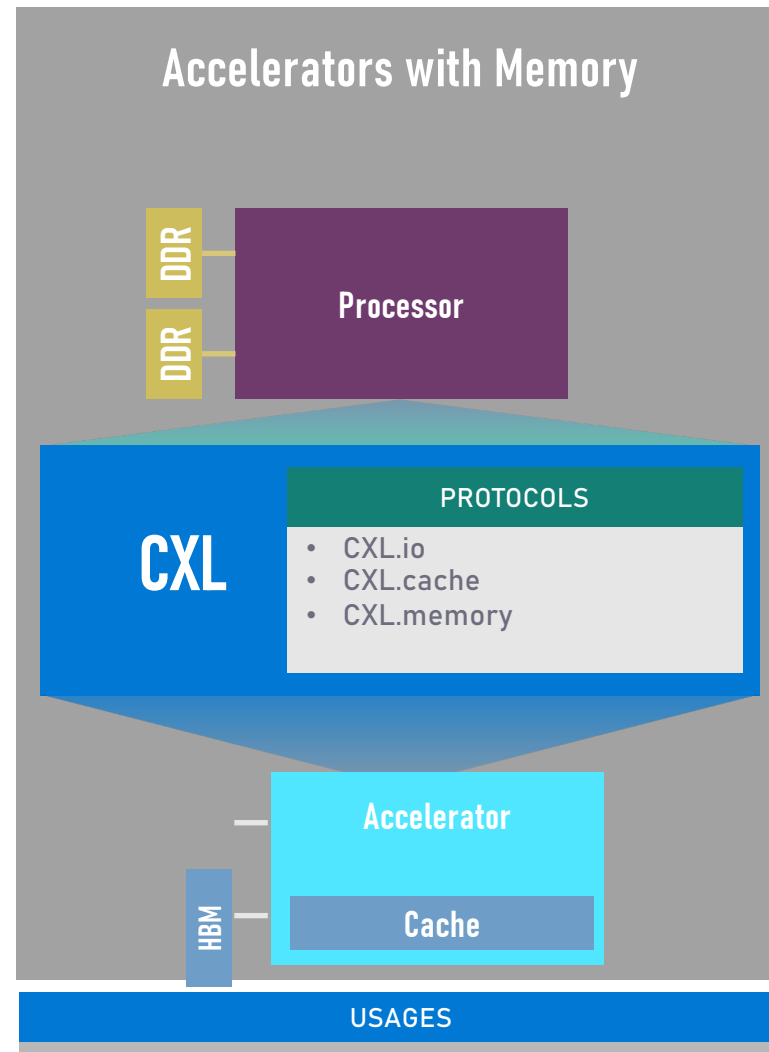 Accelerators with Memory
DDR
Processor
DDR
PROTOCOLS
CXL
• CXL.io
• CXL.cache
• CXL.memory
Accelerator
HBM
Cache
USAGES